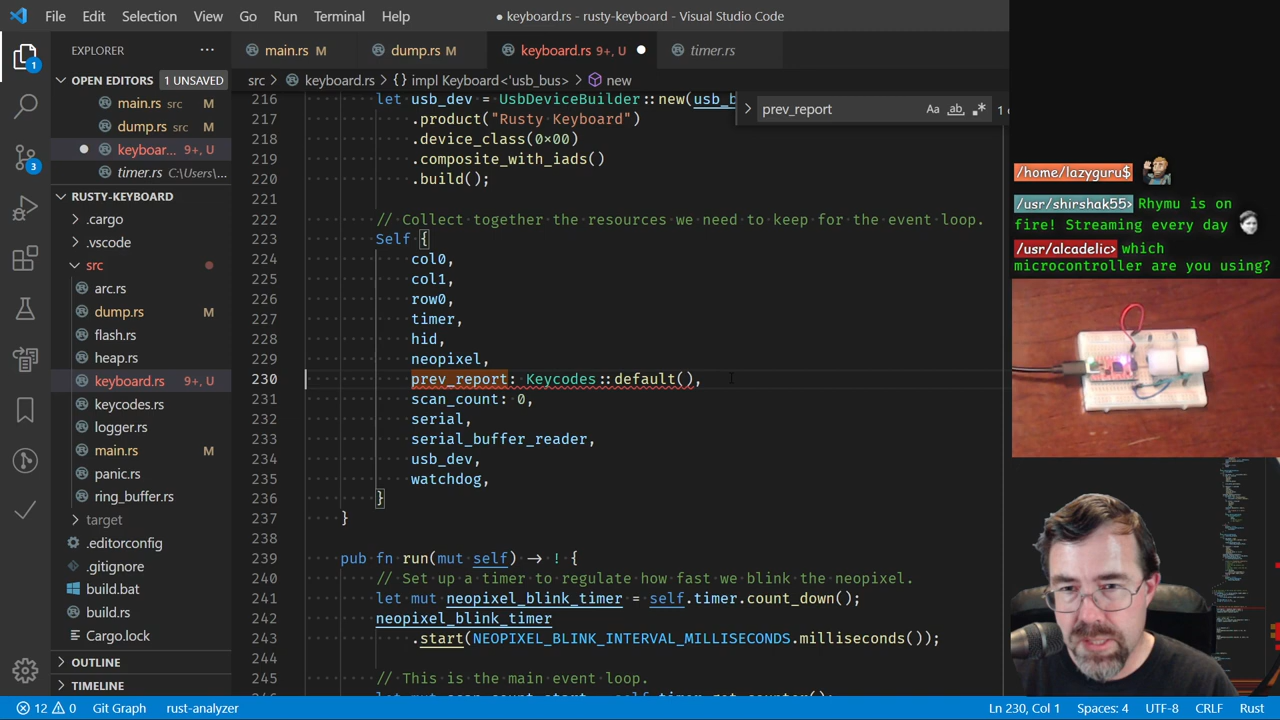 File Edit Selection View Go Run Terminal Help
● keyboard.rs - rusty-keyboard - Visual Studio Code
EXPLORER ···
main.rs M
dump.rs M
keyboard.rs 9+, U ●
timer.rs
OPEN EDITORS 1 UNSAVED
src > keyboard.rs > {} impl Keyboard<'usb_bus> > new
main.rs src M
dump.rs src M
● keyboar... 9+, U
timer.rs C:\Users\...
prev_report
Aa ab .*
RUSTY-KEYBOARD
.cargo
.vscode
src
arc.rs
dump.rs M
flash.rs
heap.rs
keyboard.rs 9+, U
keycodes.rs
logger.rs
main.rs M
panic.rs
ring_buffer.rs
target
.editorconfig
.gitignore
build.bat
build.rs
Cargo.lock
OUTLINE
TIMELINE
1
3
216 let usb_dev = UsbDeviceBuilder::new(usb_b
217 .product("Rusty Keyboard")
218 .device_class(0x00)
219 .composite_with_iads()
220 .build();
221
222 // Collect together the resources we need to keep for the event loop.
223 Self {
224 col0,
225 col1,
226 row0,
227 timer,
228 hid,
229 neopixel,
230 prev_report: Keycodes::default(),
231 scan_count: 0,
232 serial,
233 serial_buffer_reader,
234 usb_dev,
235 watchdog,
236 }
237 }
238
239 pub fn run(mut self) -> ! {
240 // Set up a timer to regulate how fast we blink the neopixel.
241 let mut neopixel_blink_timer = self.timer.count_down();
242 neopixel_blink_timer
243 .start(NEOPIXEL_BLINK_INTERVAL_MILLISECONDS.milliseconds());
244
245 // This is the main event loop.
/home/lazyguru$
/usr/shirshak55> Rhymu is on
fire! Streaming every day
/usr/alcadelic> which
microcontroller are you using?
12 0 Git Graph rust-analyzer
Ln 230, Col 1 Spaces: 4 UTF-8 CRLF Rust